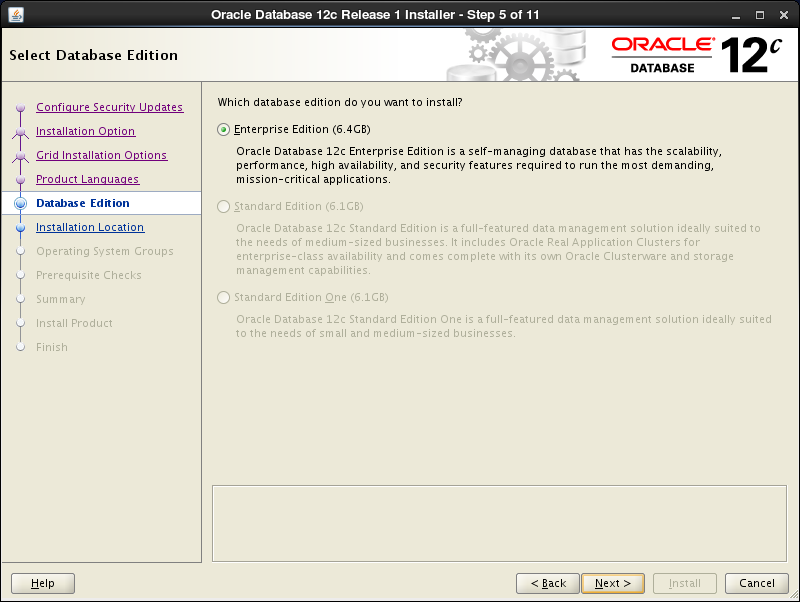 Oracle Database 12c Release 1 Installer - Step 5 of 11
Select Database Edition
ORACLE®
DATABASE
12c
Configure Security Updates
Installation Option
Grid Installation Options
Product Languages
Database Edition
Installation Location
Operating System Groups
Prerequisite Checks
Summary
Install Product
Finish
Which database edition do you want to install?
Enterprise Edition (6.4GB)
Oracle Database 12c Enterprise Edition is a self-managing database that has the scalability,
performance, high availability, and security features required to run the most demanding,
mission-critical applications.
Standard Edition (6.1GB)
Oracle Database 12c Standard Edition is a full-featured data management solution ideally suited to
the needs of medium-sized businesses. It includes Oracle Real Application Clusters for
enterprise-class availability and comes complete with its own Oracle Clusterware and storage
management capabilities.
Standard Edition One (6.1GB)
Oracle Database 12c Standard Edition One is a full-featured data management solution ideally suited
to the needs of small and medium-sized businesses.
Help
< Back
Next >
Install
Cancel